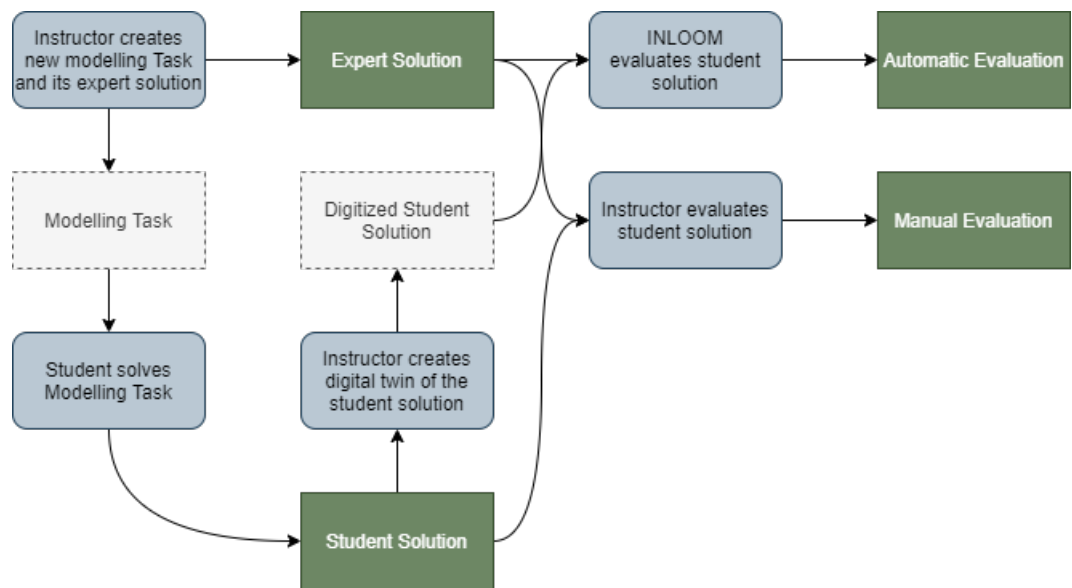 Instructor creates
new modelling Task
and its expert solution
Expert Solution
INLOOM
evaluates student
solution
Automatic Evaluation
Modelling Task
Digitized Student
Solution
Instructor evaluates
student solution
Manual Evaluation
Student solves
Modelling Task
Instructor creates
digital twin of the
student solution
Student Solution